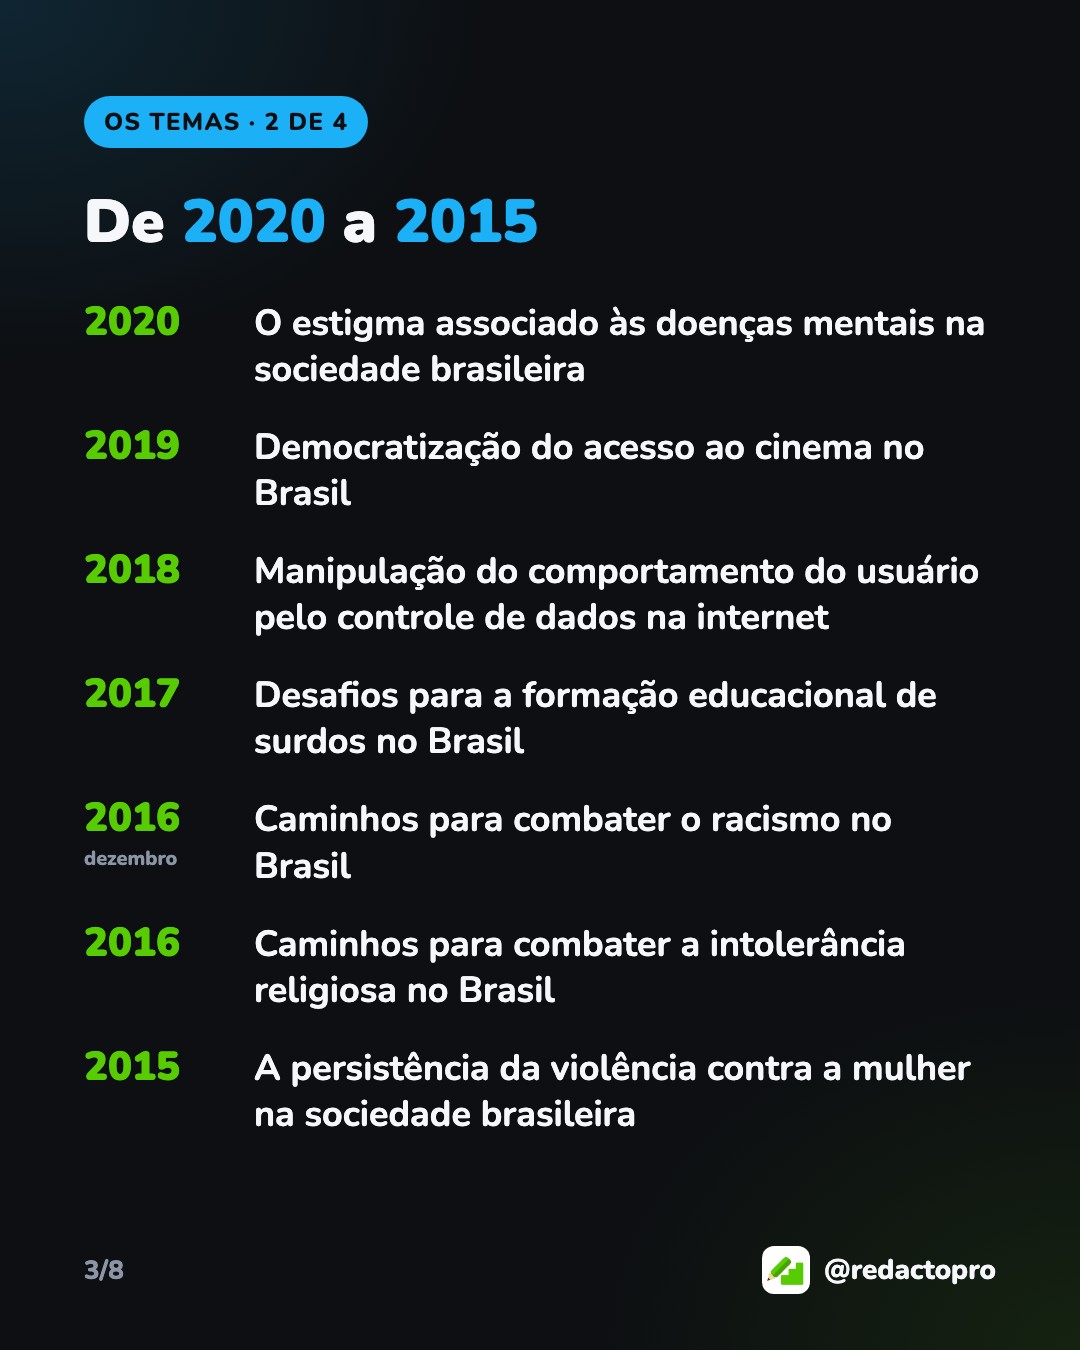 OS TEMAS · 2 DE 4
De 2020 a 2015
2020
O estigma associado às doenças mentais na
sociedade brasileira
2019
Democratização do acesso ao cinema no
Brasil
2018
Manipulação do comportamento do usuário
pelo controle de dados na internet
2017
Desafios para a formação educacional de
surdos no Brasil
2016
dezembro
Caminhos para combater o racismo no
Brasil
2016
Caminhos para combater a intolerância
religiosa no Brasil
2015
A persistência da violência contra a mulher
na sociedade brasileira
3/8
@redactopro